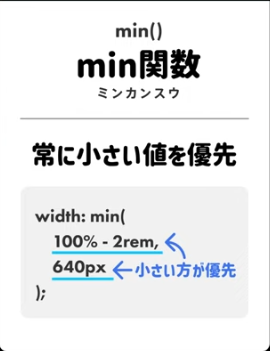 min()
min関数
ミンカンスウ
常に小さい値を優先
width: min(
100% - 2rem,
640px ←小さい方が優先
);